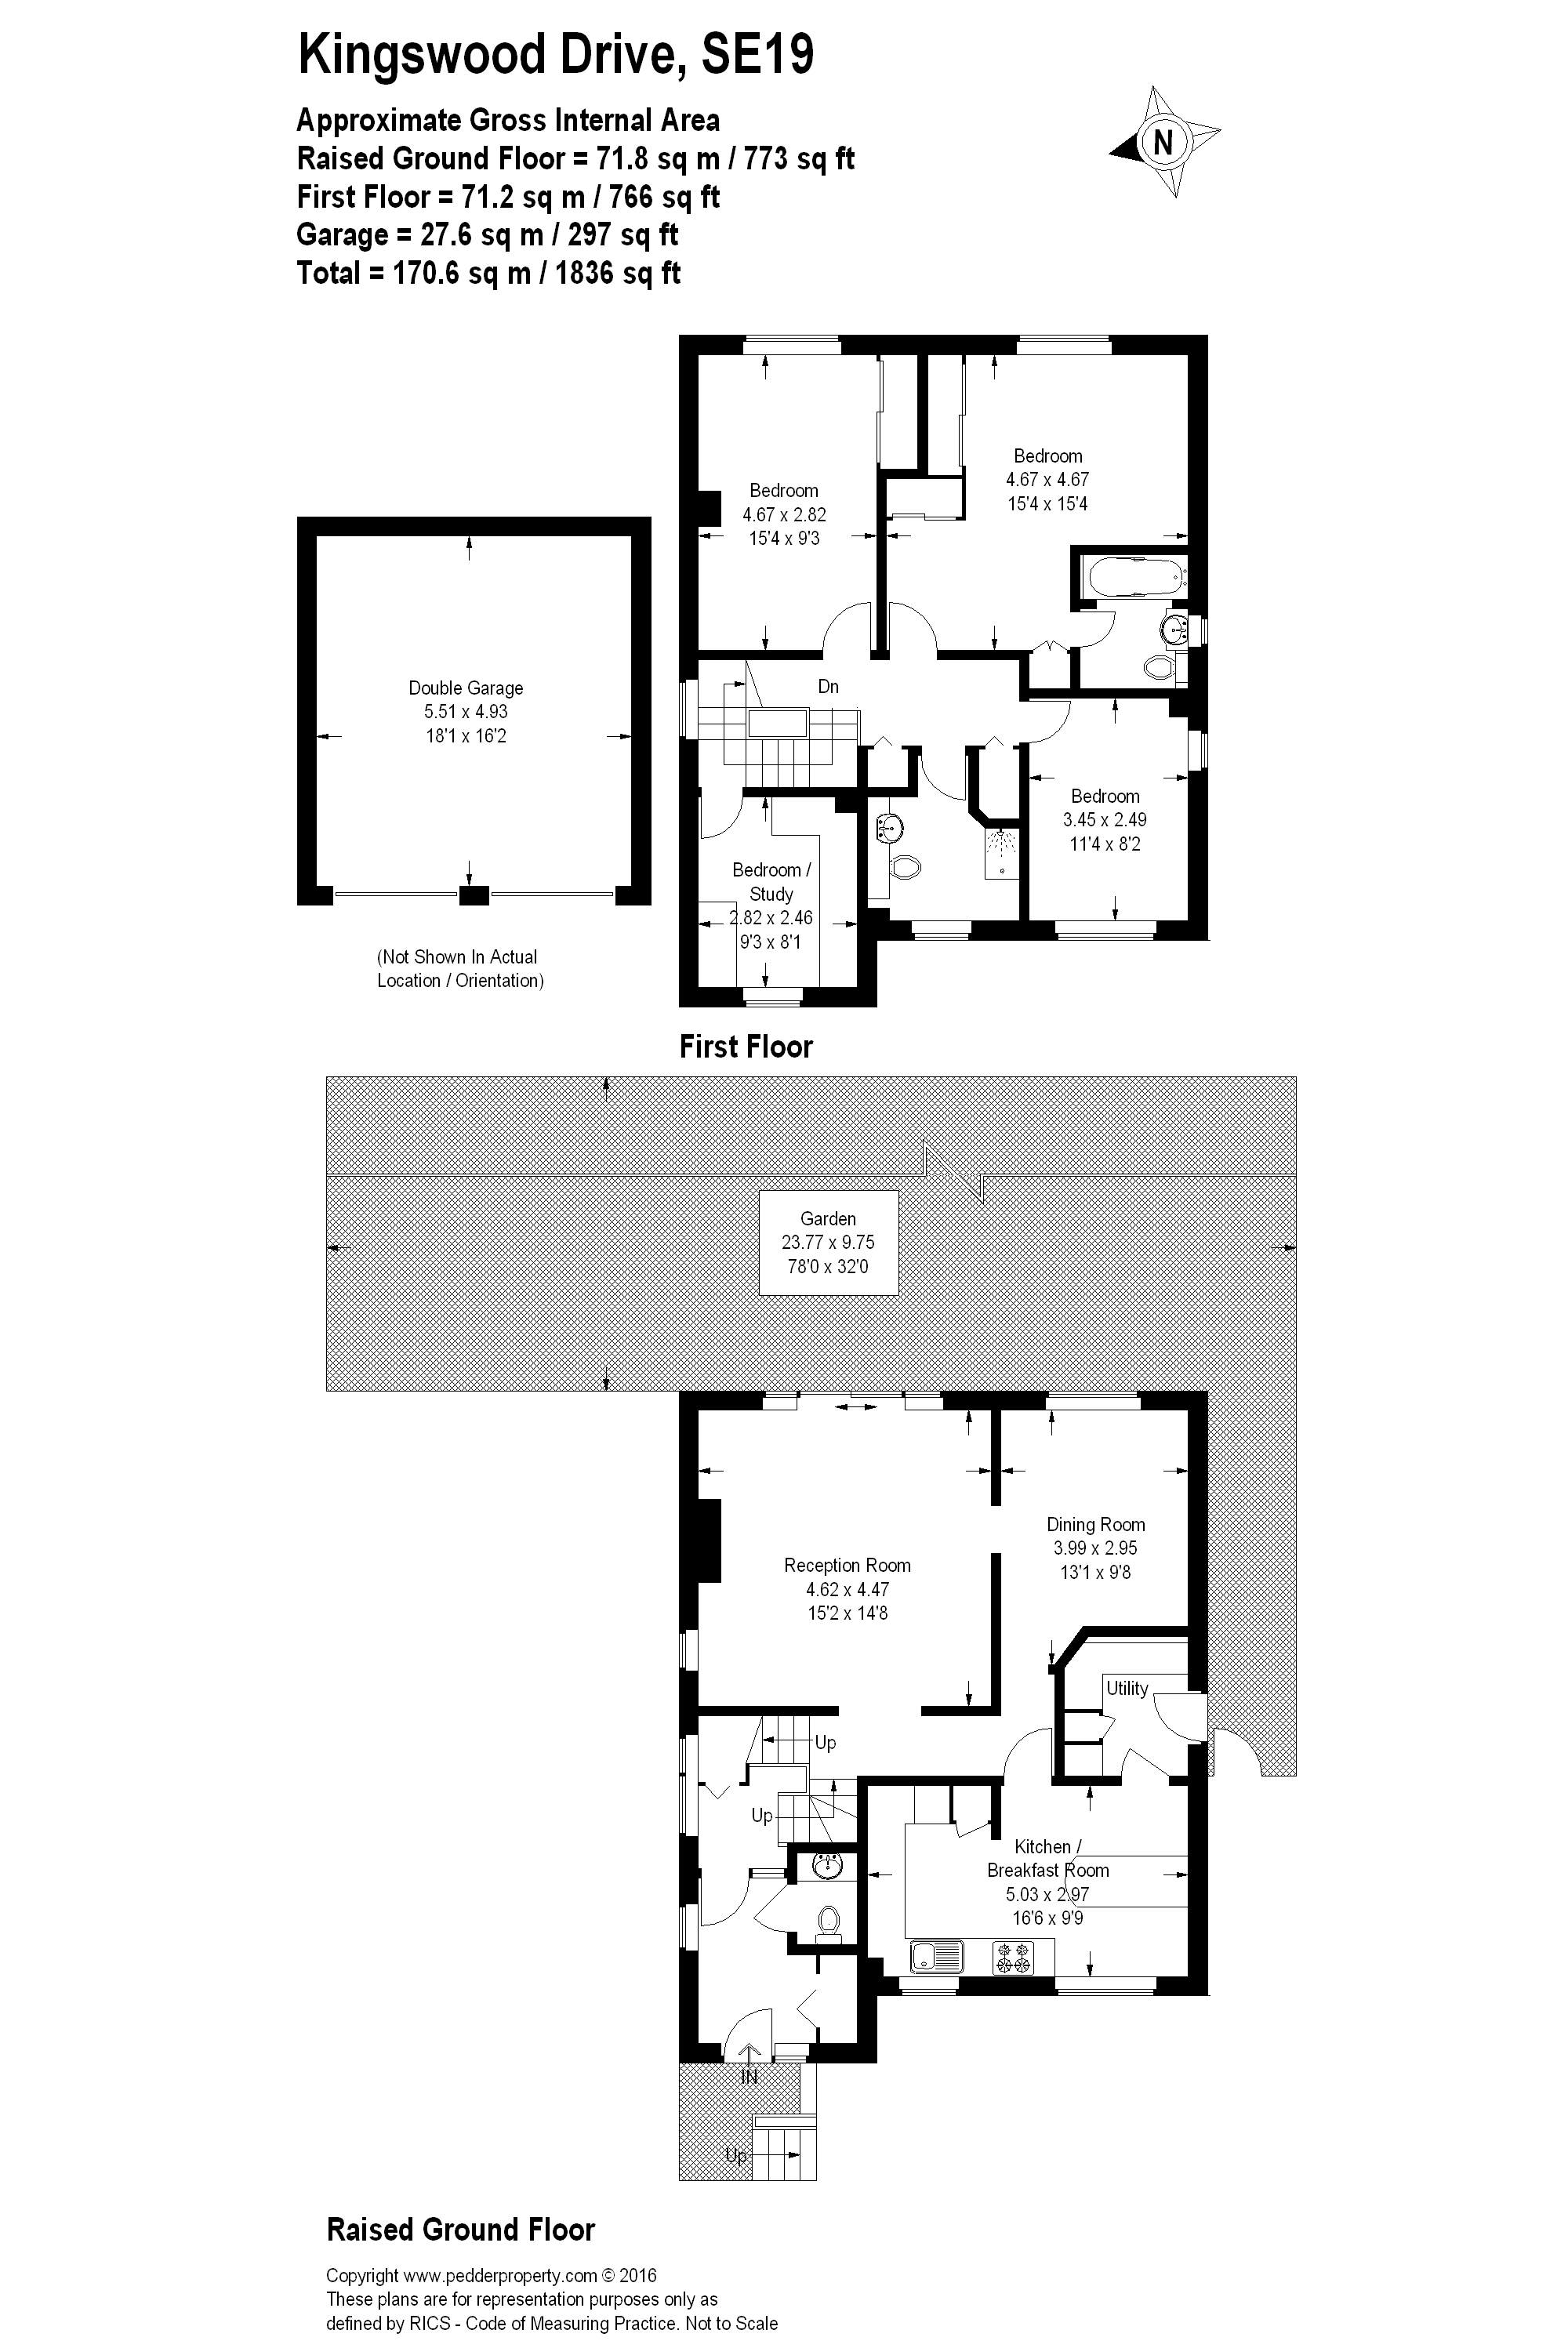 Kingswood Drive, SE19
Approximate Gross Internal Area
Raised Ground Floor = 71.8 sq m / 773 sq ft
First Floor = 71.2 sq m / 766 sq ft
Garage = 27.6 sq m / 297 sq ft
Total = 170.6 sq m / 1836 sq ft
N
Bedroom
4.67 x 4.67
15'4 x 15'4
Bedroom
4.67 x 2.82
15'4 x 9'3
Double Garage
5.51 x 4.93
18'1 x 16'2
Dn
Bedroom
3.45 x 2.49
11'4 x 8'2
Bedroom /
Study
2.82 x 2.46
9'3 x 8'1
(Not Shown In Actual
Location / Orientation)
First Floor
Garden
23.77 x 9.75
78'0 x 32'0
Dining Room
3.99 x 2.95
13'1 x 9'8
Reception Room
4.62 x 4.47
15'2 x 14'8
Utility
Up
Up
Kitchen /
Breakfast Room
5.03 x 2.97
16'6 x 9'9
IN
Up
Raised Ground Floor
Copyright www.pedderproperty.com © 2016
These plans are for representation purposes only as
defined by RICS - Code of Measuring Practice. Not to Scale